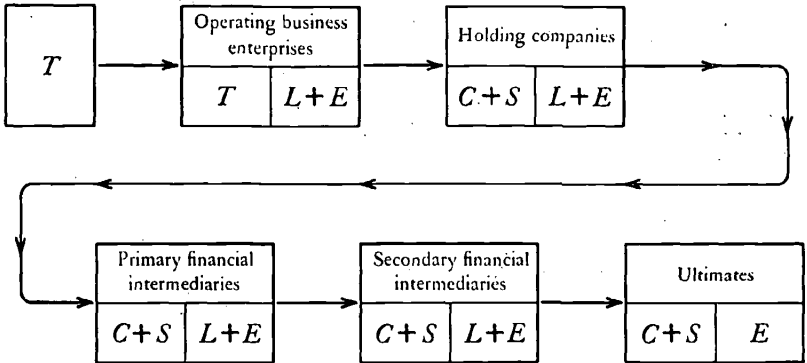 T
Operating business
enterprises
T
L+E
Holding companies
C+S
L+E
Primary financial
intermediaries
C+S
L+E
Secondary financial
intermediaries
C+S
L+E
Ultimates
C+S
E